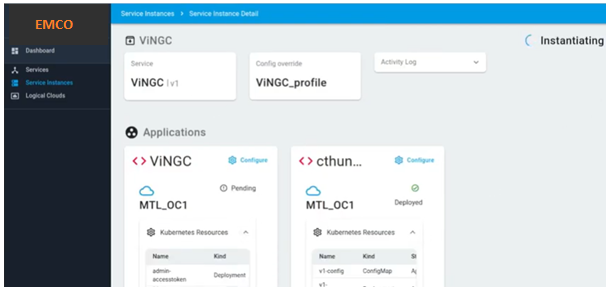 EMCO
Dashboard
Services
Service Instances
Logical Clouds
Service Instances > Service Instance Detail
ViNGC
Instantiating
Service
ViNGC | v1
Config override
ViNGC_profile
Activity Log
Applications
<> ViNGC
Configure
MTL_OC1
Pending
Kubernetes Resources
Name Kind
admin-
accesstoken Deployment
<> cthun...
Configure
MTL_OC1
Deployed
Kubernetes Resources
Name Kind St
v1-config ConfigMap Ap
v1-